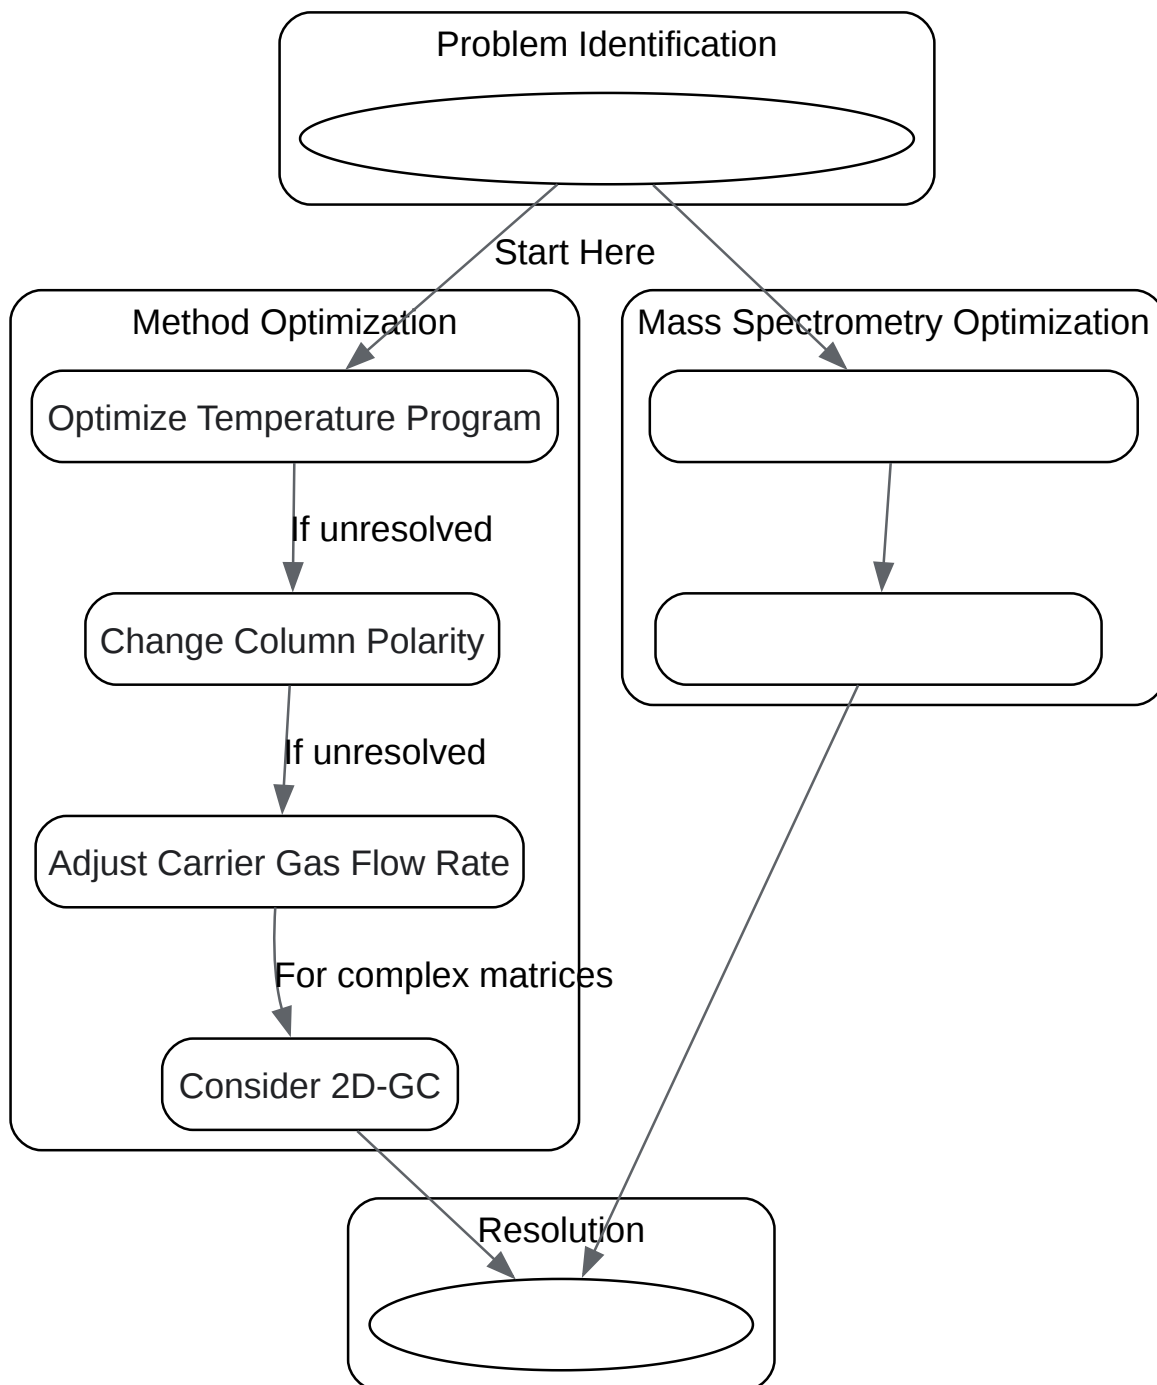 Problem Identification
Start Here
Method Optimization
Mass Spectrometry Optimization
Optimize Temperature Program
If unresolved
Change Column Polarity
If unresolved
Adjust Carrier Gas Flow Rate
For complex matrices
Consider 2D-GC
Resolution